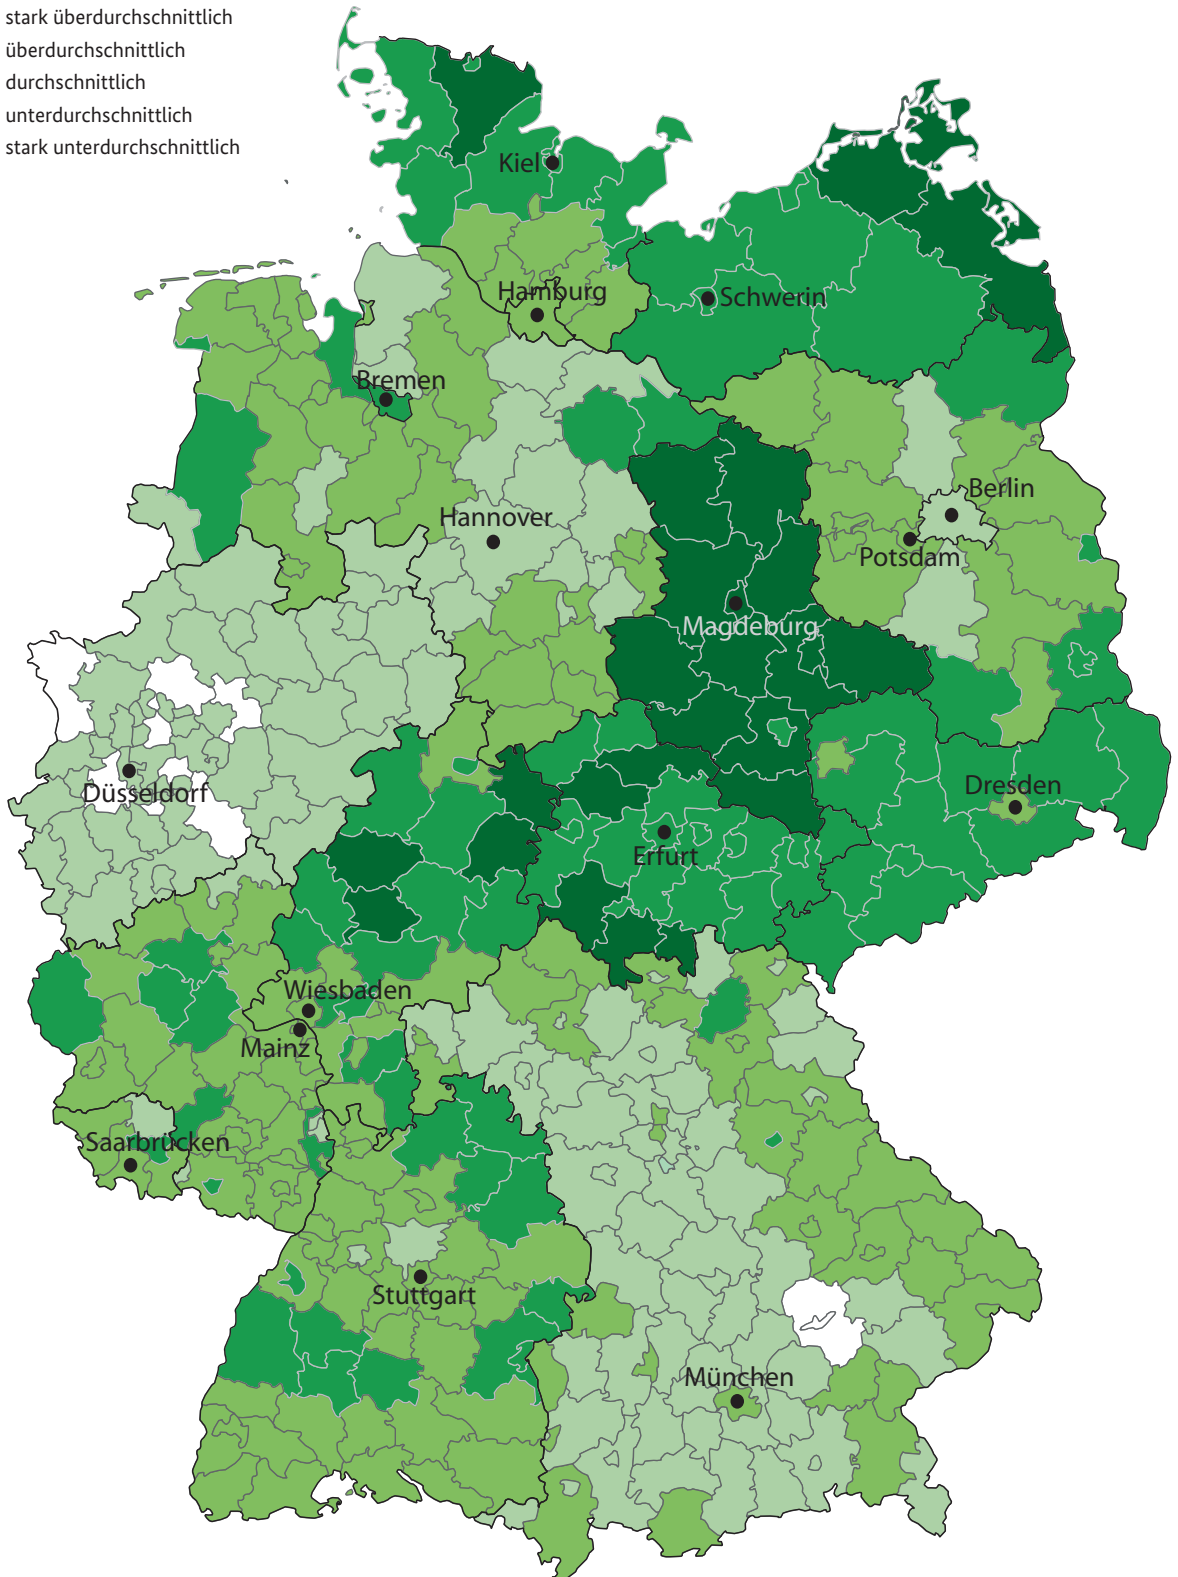 stark überdurchschnittlich
überdurchschnittlich
durchschnittlich
unterdurchschnittlich
stark unterdurchschnittlich
Kiel
Hamburg
Schwerin
Bremen
Berlin
Hannover
Potsdam
Magdeburg
Düsseldorf
Dresden
Erfurt
Wiesbaden
Mainz
Saarbrücken
Stuttgart
München